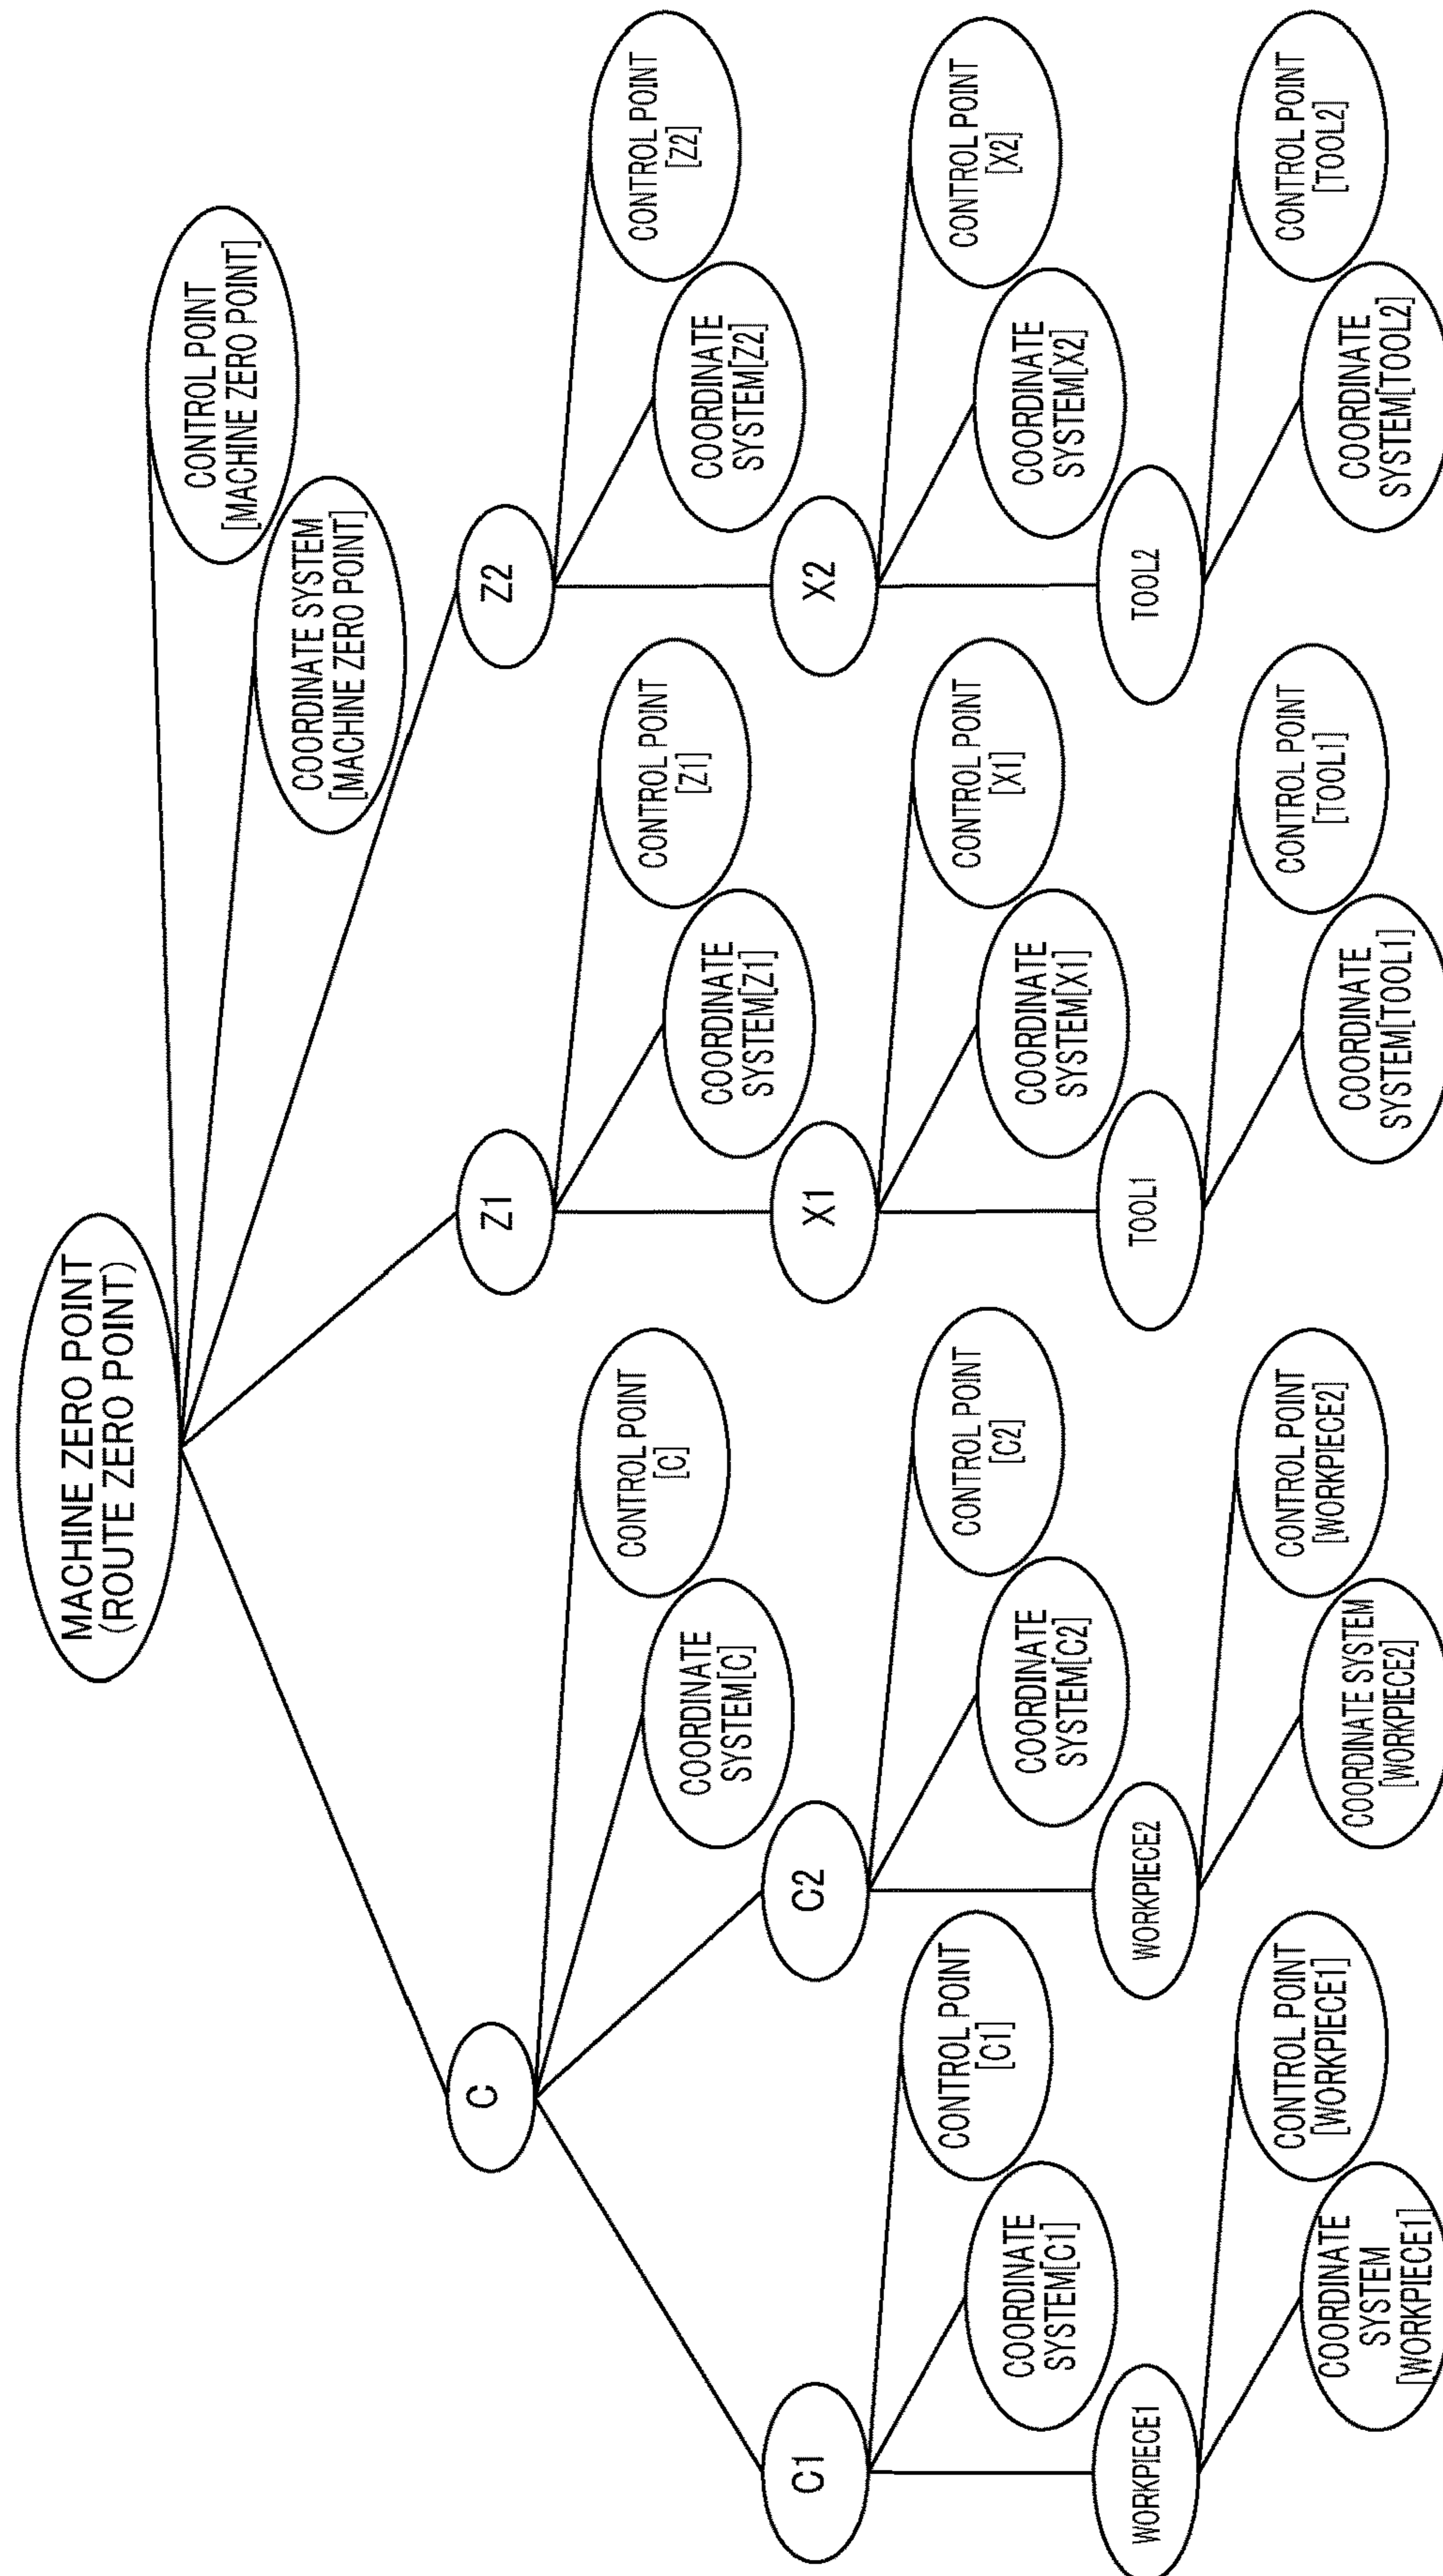 MACHINE ZERO POINT
(ROUTE ZERO POINT)
CONTROL POINT
[MACHINE ZERO POINT]
COORDINATE SYSTEM
[MACHINE ZERO POINT]
C
CONTROL POINT
[C]
COORDINATE
SYSTEM[C]
Z1
CONTROL POINT
[Z1]
COORDINATE
SYSTEM[Z1]
Z2
CONTROL POINT
[Z2]
COORDINATE
SYSTEM[Z2]
C1
CONTROL POINT
[C1]
COORDINATE
SYSTEM[C1]
C2
CONTROL POINT
[C2]
COORDINATE
SYSTEM[C2]
X1
CONTROL POINT
[X1]
COORDINATE
SYSTEM[X1]
X2
CONTROL POINT
[X2]
COORDINATE
SYSTEM[X2]
WORKPIECE1
CONTROL POINT
[WORKPIECE1]
COORDINATE
SYSTEM
[WORKPIECE1]
WORKPIECE2
CONTROL POINT
[WORKPIECE2]
COORDINATE SYSTEM
[WORKPIECE2]
TOOL1
CONTROL POINT
[TOOL1]
COORDINATE
SYSTEM[TOOL1]
TOOL2
CONTROL POINT
[TOOL2]
COORDINATE
SYSTEM[TOOL2]